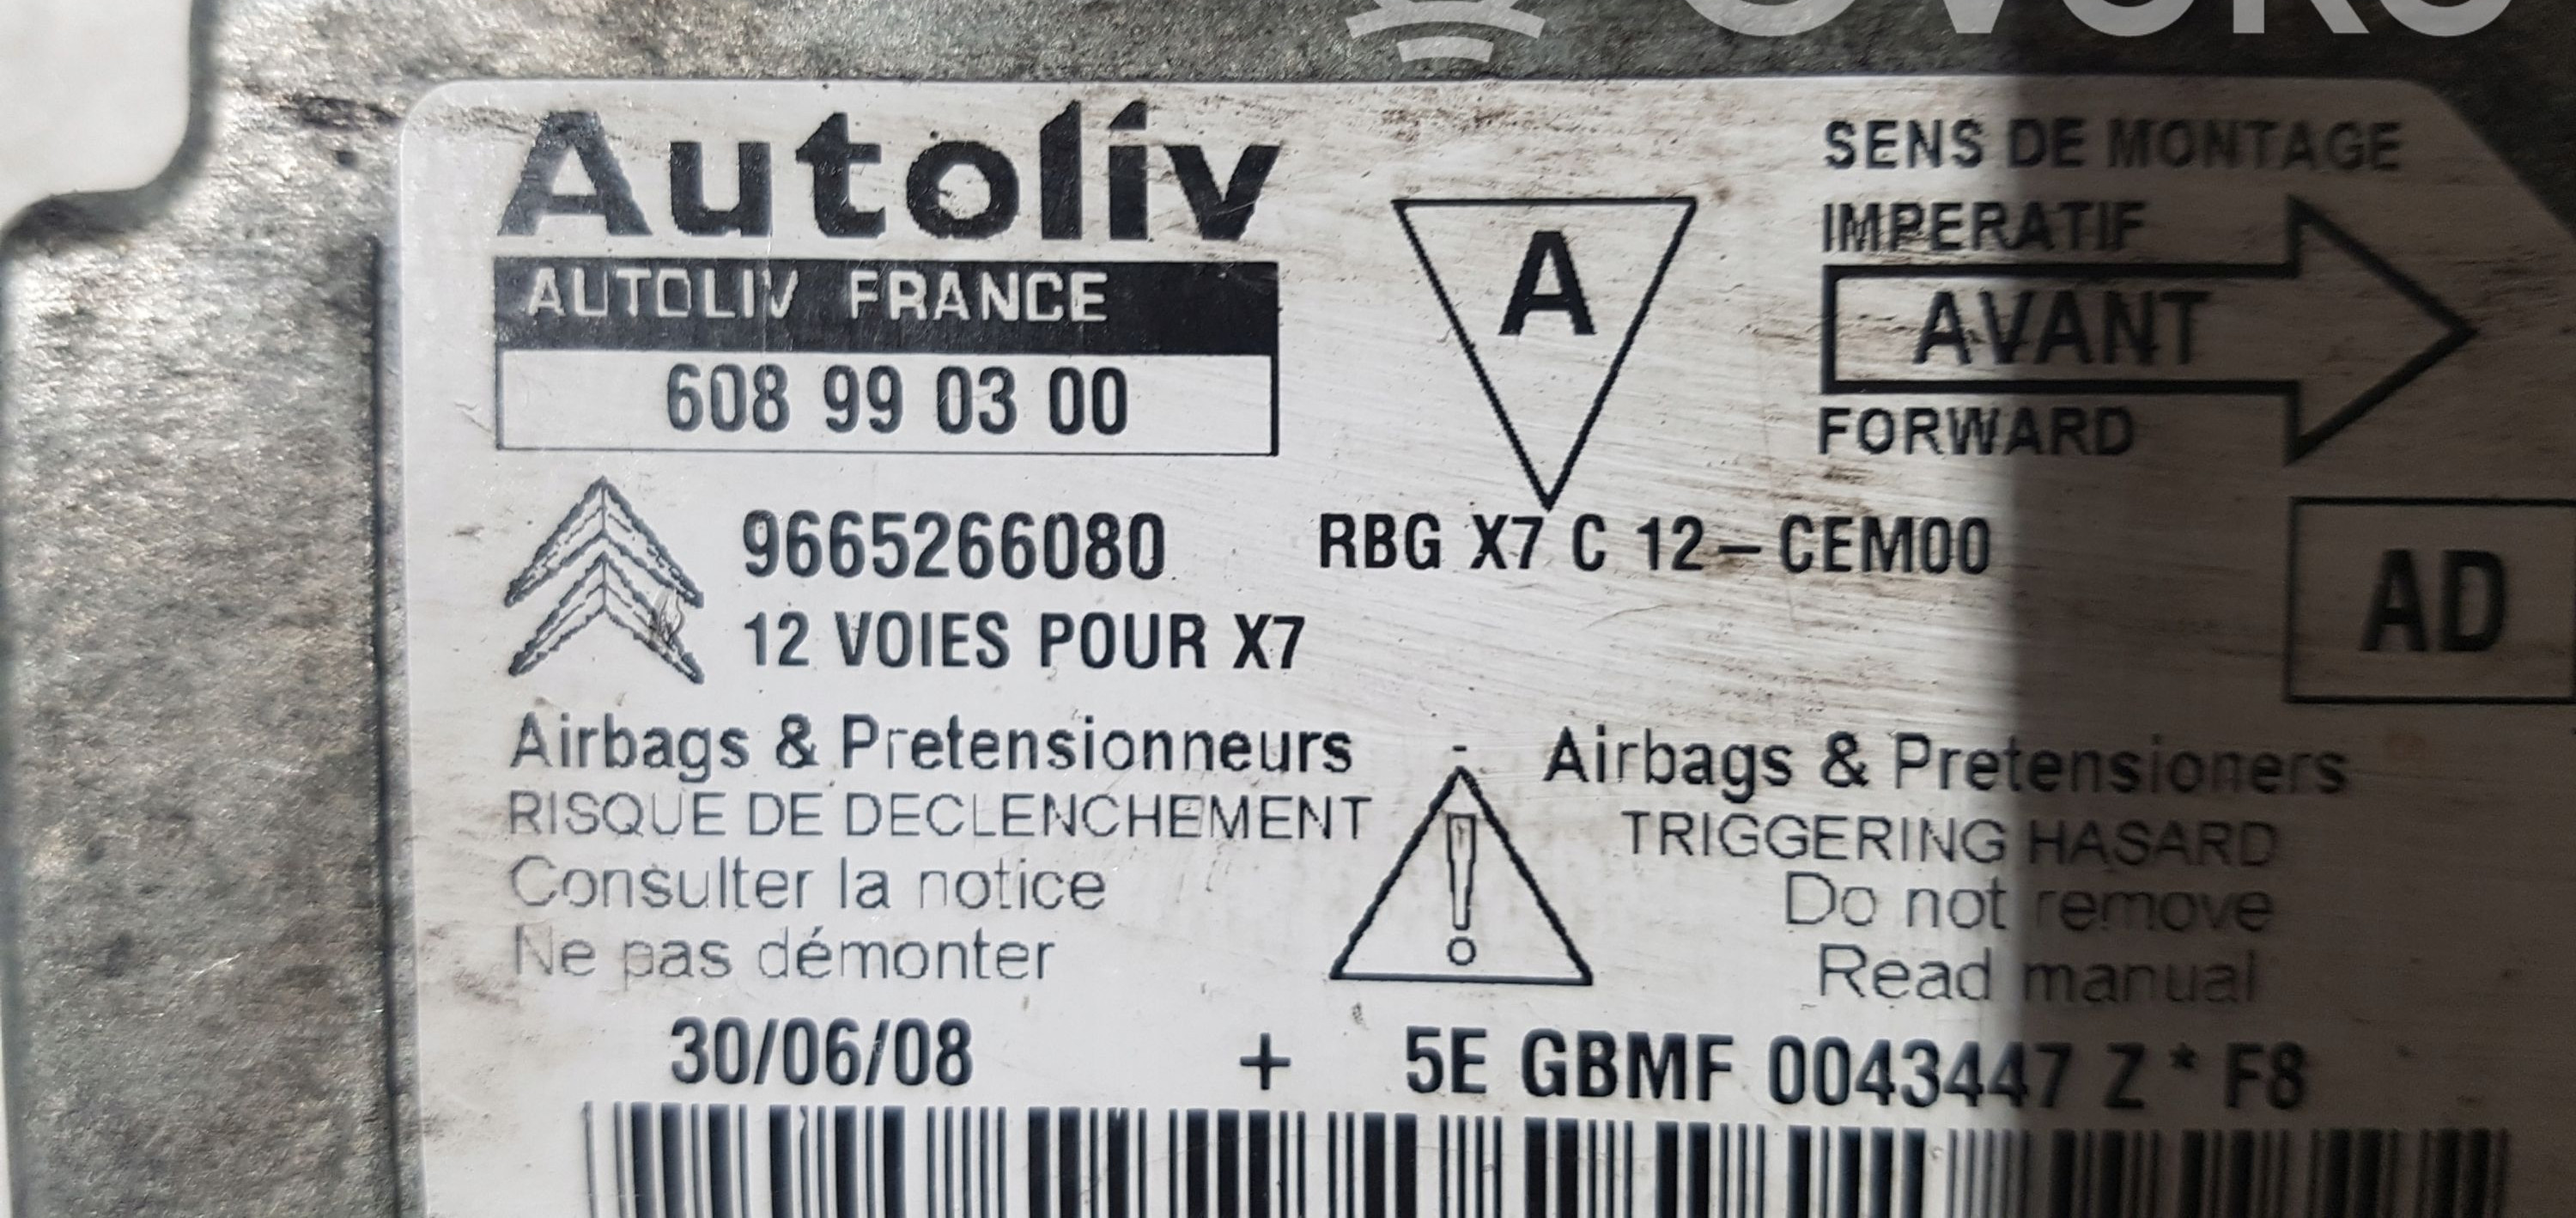 Autoliv
AUTOLIV FRANCE
608 99 03 00
A
SENS DE MONTAGE
IMPERATIF
AVANT
FORWARD
9665266080
RBG X7 C 12-CEM00
12 VOIES POUR X7
AD
Airbags & Pretensionneurs - Airbags & Pretensioners
RISQUE DE DECLENCHEMENT
TRIGGERING HASARD
Consulter la notice
Do not remove
Ne pas démonter
Read manual
!
30/06/08 + 5E GBMF 0043447 Z * F8